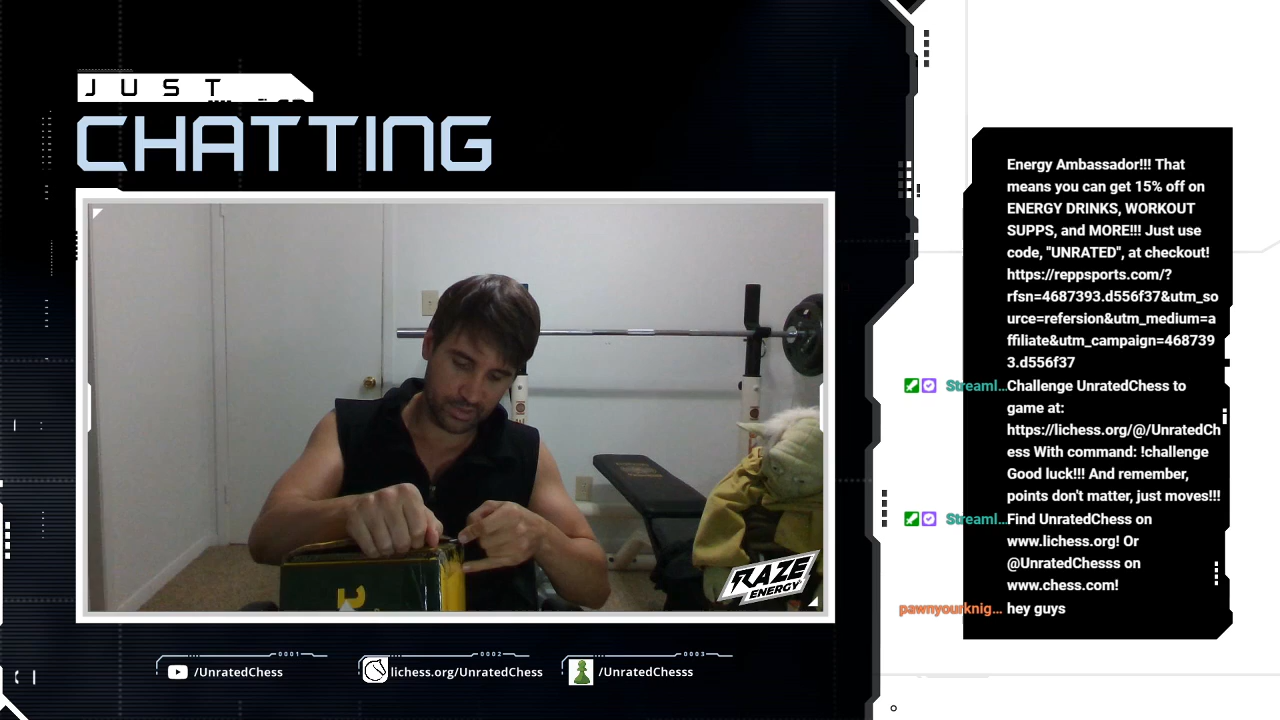 JUST
CHATTING
RAZE
ENERGY
0001
/UnratedChess
0002
lichess.org/UnratedChess
0003
/UnratedChesss
Energy Ambassador!!! That
means you can get 15% off on
ENERGY DRINKS, WORKOUT
SUPPS, and MORE!!! Just use
code, "UNRATED", at checkout!
https://reppsports.com/?
rfsn=4687393.d556f37&utm_so
urce=refersion&utm_medium=a
ffiliate&utm_campaign=468739
3.d556f37
Streaml... Challenge UnratedChess to
game at:
https://lichess.org/@/UnratedCh
ess With command: !challenge
Good luck!!! And remember,
points don't matter, just moves!!!
Streaml... Find UnratedChess on
www.lichess.org! Or
@UnratedChesss on
www.chess.com!
pawnyourknig... hey guys